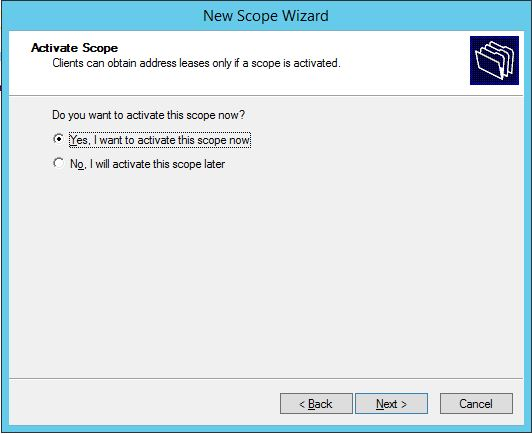 New Scope Wizard
Activate Scope
Clients can obtain address leases only if a scope is activated.
Do you want to activate this scope now?
Yes, I want to activate this scope now
No, I will activate this scope later
< Back
Next >
Cancel